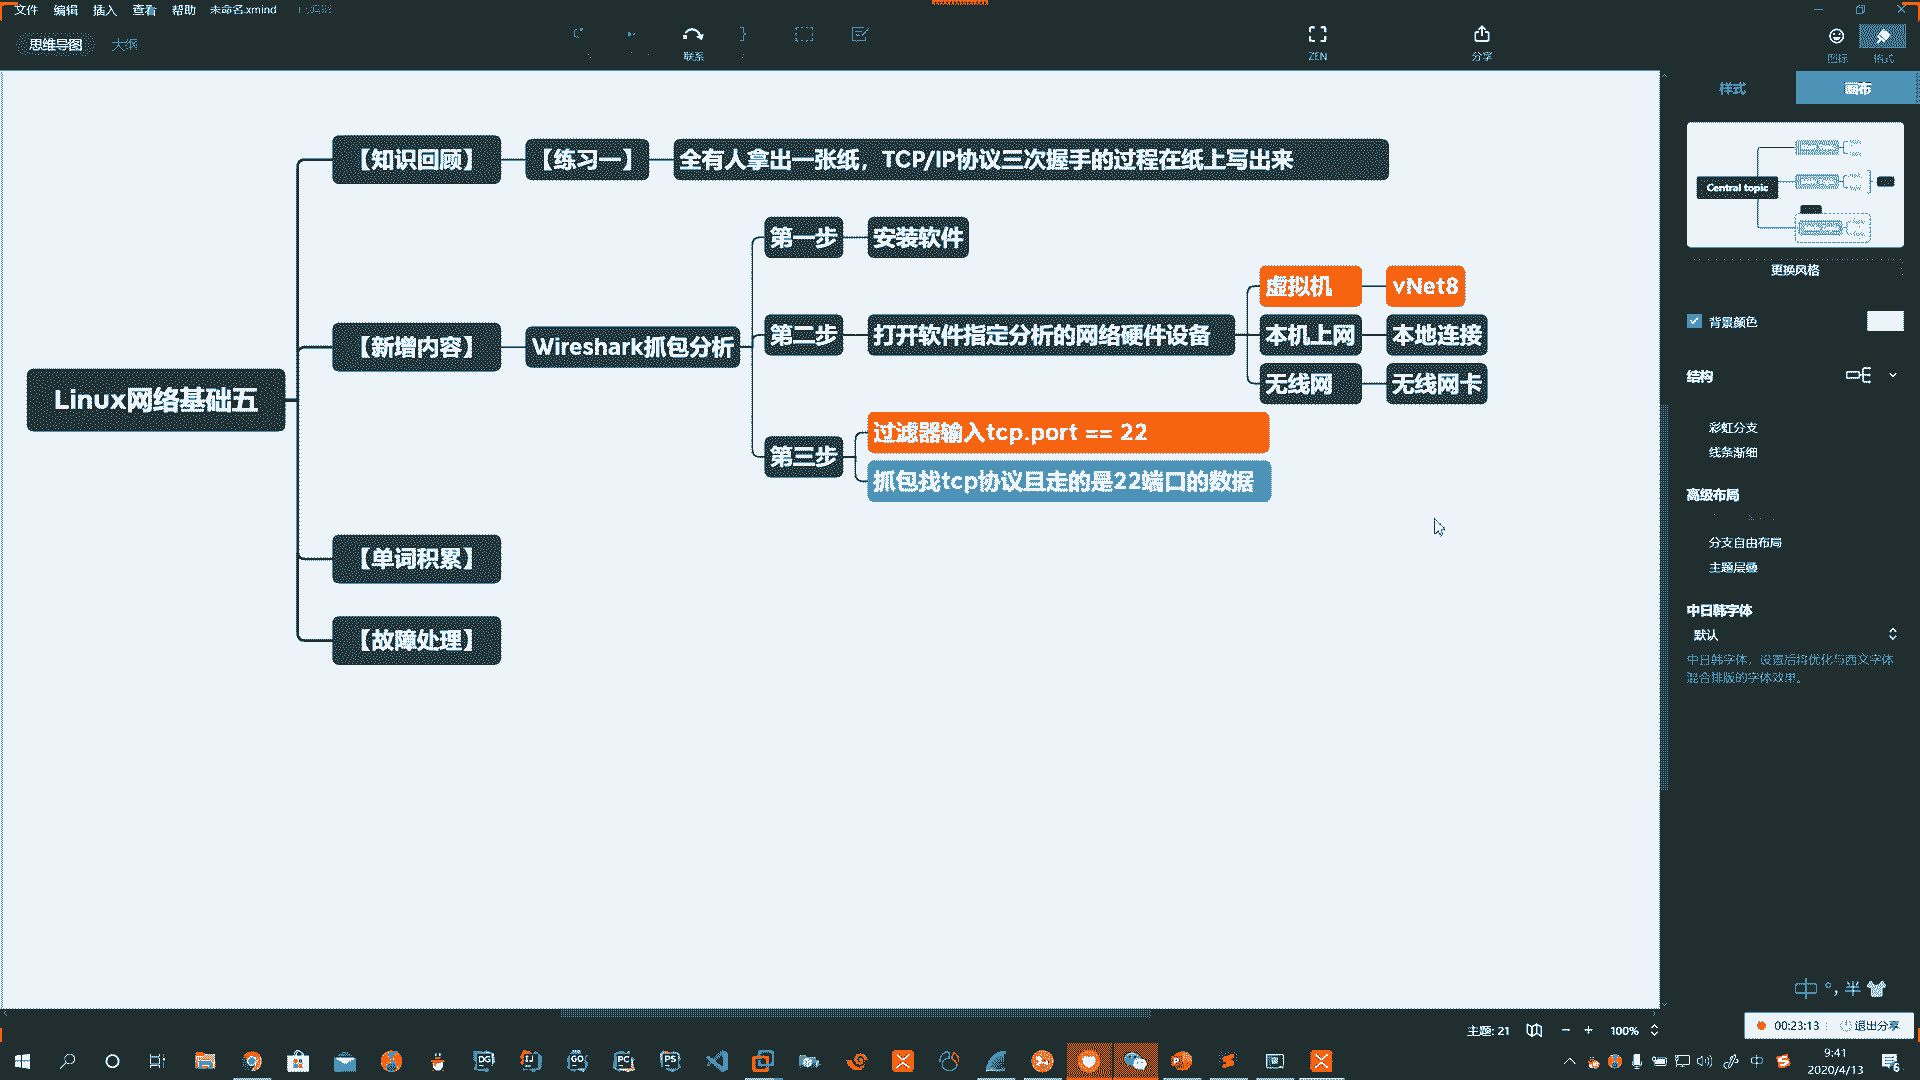 文件 编辑 插入 查看 帮助 未命名.xmind
思维导图 大纲
联系
ZEN
分享
图标
格式
样式
画布
【知识回顾】
【练习一】
全有人拿出一张纸，TCP/IP协议三次握手的过程在纸上写出来
第一步
安装软件
虚拟机
vNet8
【新增内容】
Wireshark抓包分析
第二步
打开软件指定分析的网络硬件设备
本机上网
本地连接
无线网
无线网卡
Linux网络基础五
第三步
过滤器输入tcp.port == 22
抓包找tcp协议且走的是22端口的数据
【单词积累】
【故障处理】
Central topic
更换风格
背景颜色
结构
彩虹分支
线条渐细
高级布局
分支自由布局
主题层叠
中日韩字体
默认
中日韩字体，设置后将优化与西文字体
混合排版的字体效果。
中 °, 半
主题: 21
100%
00:23:13
退出分享
DG
IJ
GO
PC
PS
中
9:41
2020/4/13